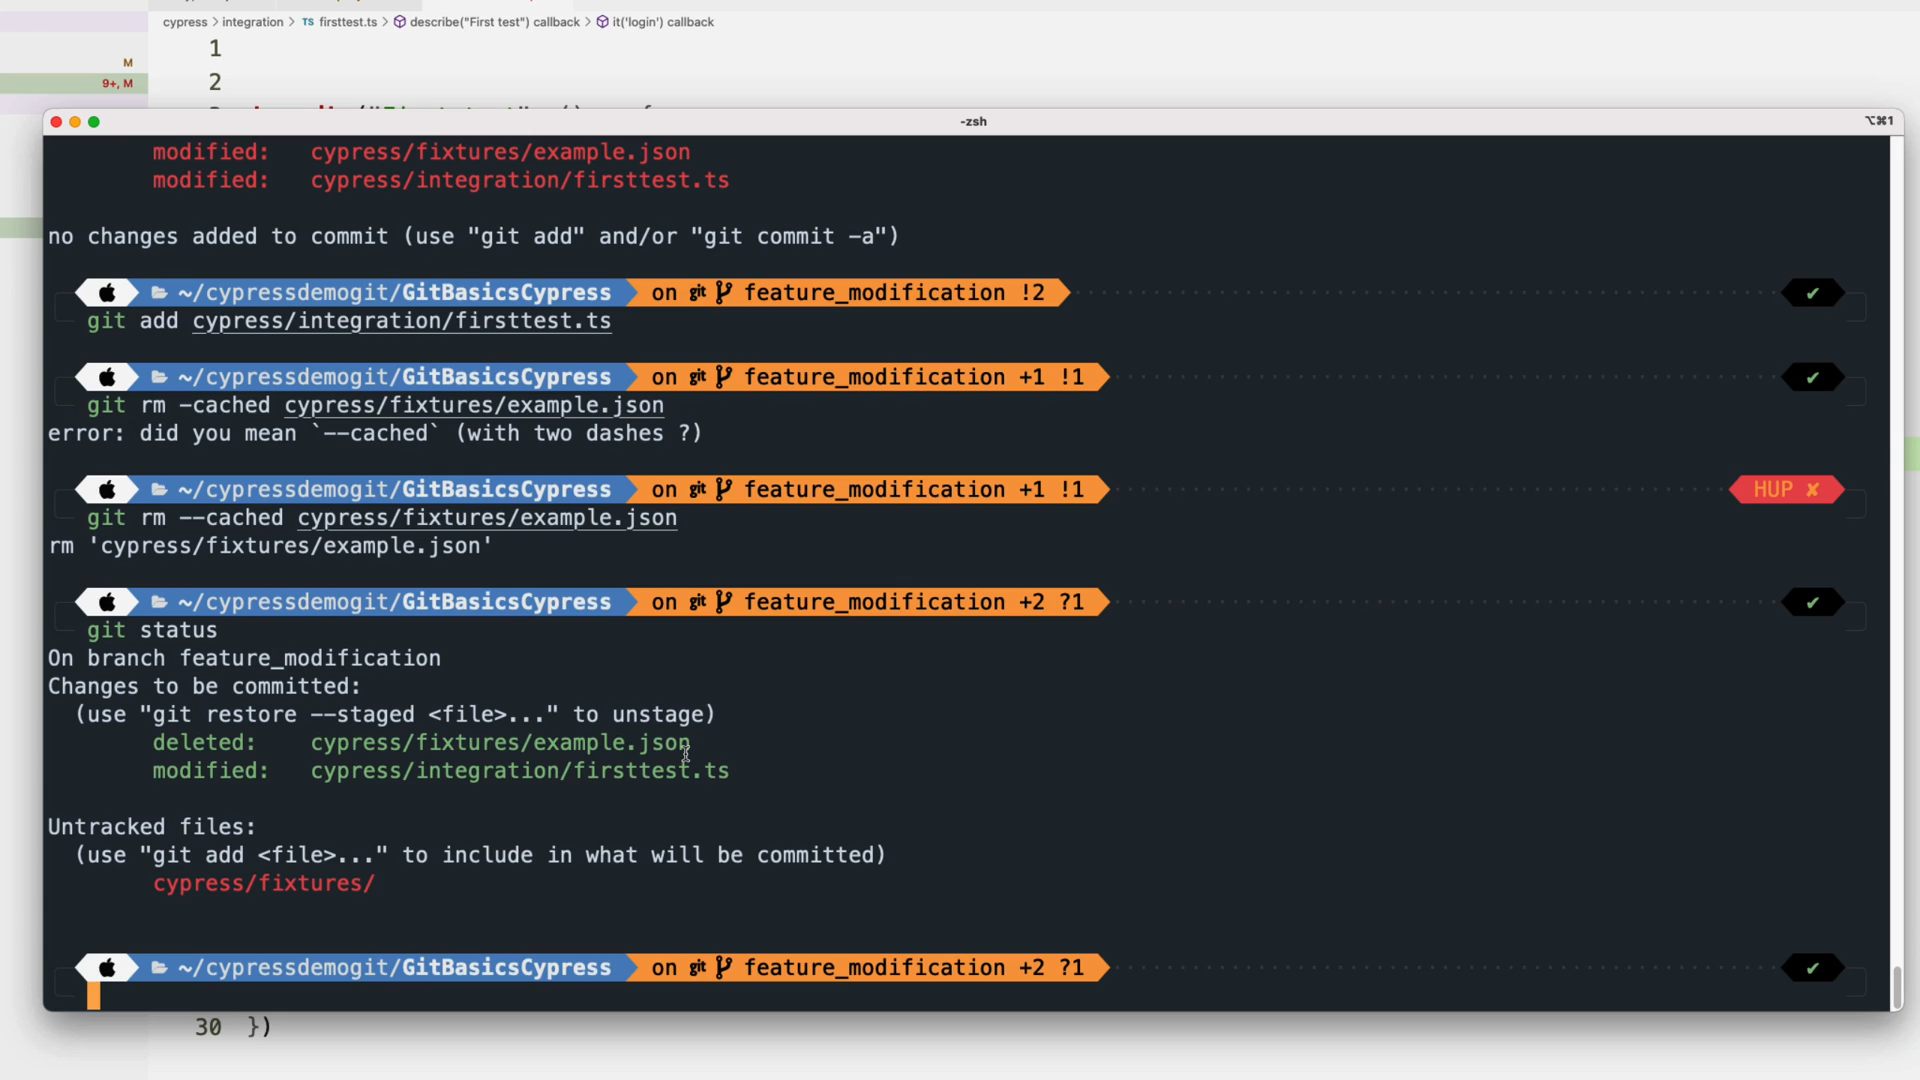 cypress > integration > TS firsttest.ts > describe("First test") callback > it('login') callback
1
M
2
9+, M
-zsh
⌥⌘1
modified: cypress/fixtures/example.json
modified: cypress/integration/firsttest.ts
no changes added to commit (use "git add" and/or "git commit -a")
~/cypressdemogit/GitBasicsCypress on git feature_modification !2 ✔
git add cypress/integration/firsttest.ts
~/cypressdemogit/GitBasicsCypress on git feature_modification +1 !1 ✔
git rm -cached cypress/fixtures/example.json
error: did you mean `--cached` (with two dashes ?)
~/cypressdemogit/GitBasicsCypress on git feature_modification +1 !1 HUP ✘
git rm --cached cypress/fixtures/example.json
rm 'cypress/fixtures/example.json'
~/cypressdemogit/GitBasicsCypress on git feature_modification +2 ?1 ✔
git status
On branch feature_modification
Changes to be committed:
(use "git restore --staged <file>..." to unstage)
deleted: cypress/fixtures/example.json
modified: cypress/integration/firsttest.ts
Untracked files:
(use "git add <file>..." to include in what will be committed)
cypress/fixtures/
~/cypressdemogit/GitBasicsCypress on git feature_modification +2 ?1 ✔
30 })